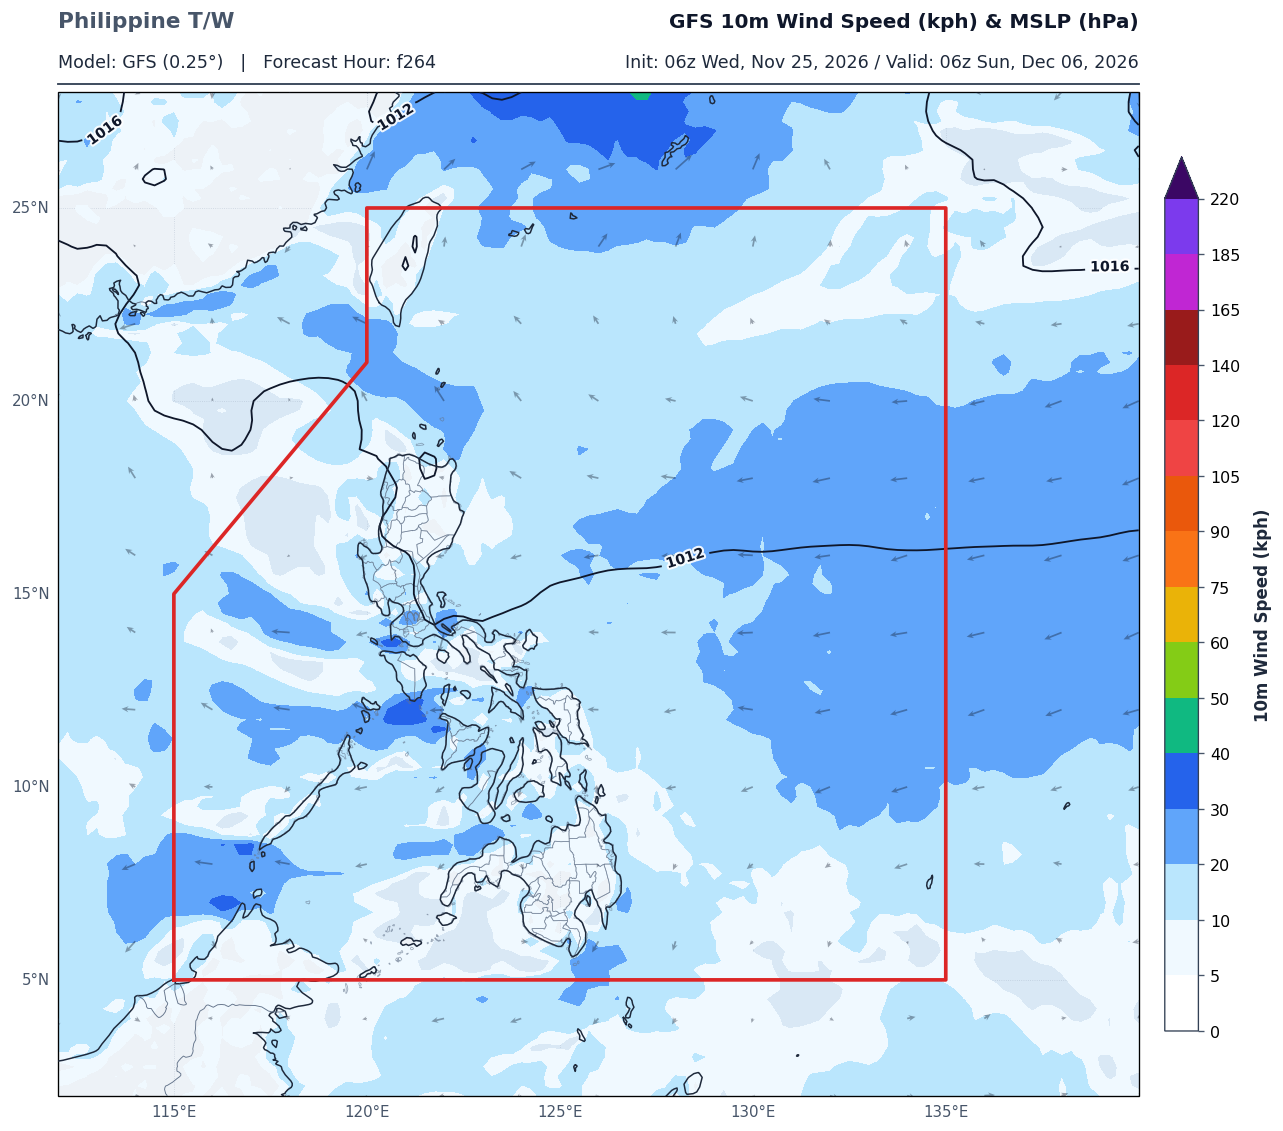 Philippine T/W
GFS 10m Wind Speed (kph) & MSLP (hPa)
Model: GFS (0.25°)   |   Forecast Hour: f264
Init: 06z Wed, Nov 25, 2026 / Valid: 06z Sun, Dec 06, 2026
1016
1012
1016
1012
25°N
20°N
15°N
10°N
5°N
115°E
120°E
125°E
130°E
135°E
220
185
165
140
120
105
90
75
60
50
40
30
20
10
5
0
10m Wind Speed (kph)